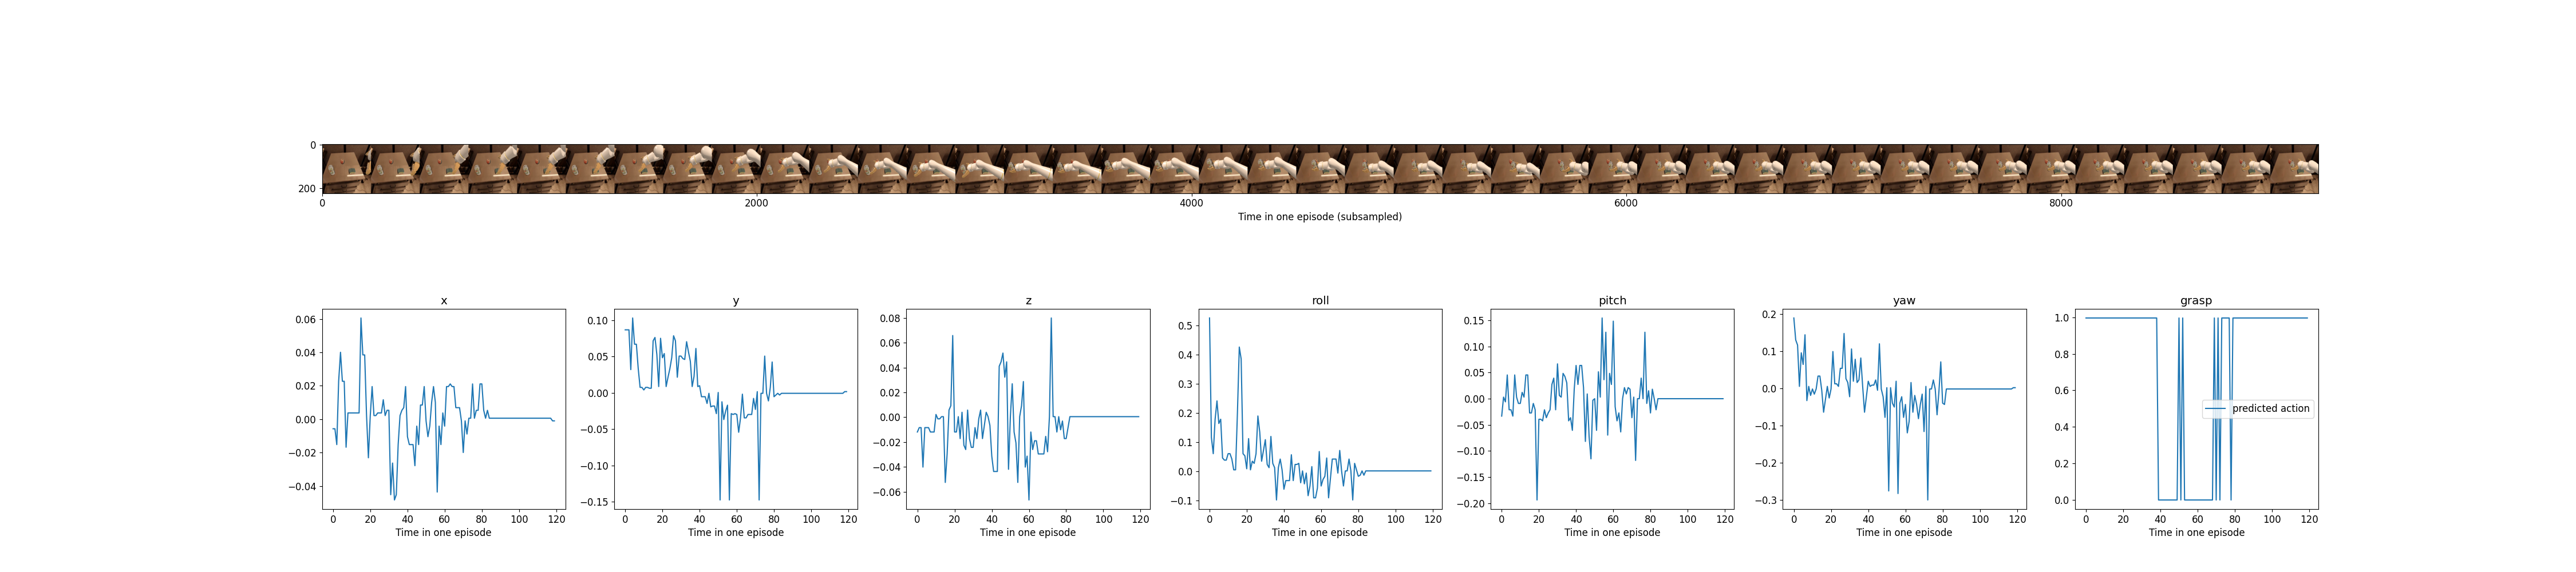 0
200
0 2000 4000 6000 8000
Time in one episode (subsampled)
x
0.06
0.04
0.02
0.00
−0.02
−0.04
0 20 40 60 80 100 120
Time in one episode
y
0.10
0.05
0.00
−0.05
−0.10
−0.15
0 20 40 60 80 100 120
Time in one episode
z
0.08
0.06
0.04
0.02
0.00
−0.02
−0.04
−0.06
0 20 40 60 80 100 120
Time in one episode
roll
0.5
0.4
0.3
0.2
0.1
0.0
−0.1
0 20 40 60 80 100 120
Time in one episode
pitch
0.15
0.10
0.05
0.00
−0.05
−0.10
−0.15
−0.20
0 20 40 60 80 100 120
Time in one episode
yaw
0.2
0.1
0.0
−0.1
−0.2
−0.3
0 20 40 60 80 100 120
Time in one episode
grasp
1.0
0.8
0.6
0.4
0.2
0.0
predicted action
0 20 40 60 80 100 120
Time in one episode